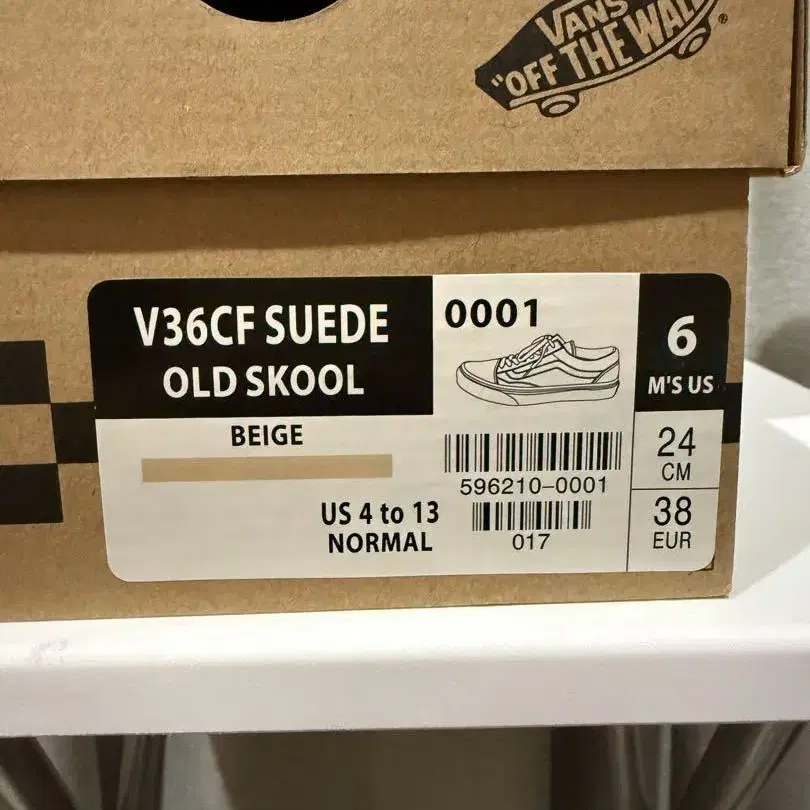 VANS
"OFF THE WALL
®
V36CF SUEDE
OLD SKOOL
0001
6
M'S US
BEIGE
24
CM
596210-0001
US 4 to 13
NORMAL
017
38
EUR